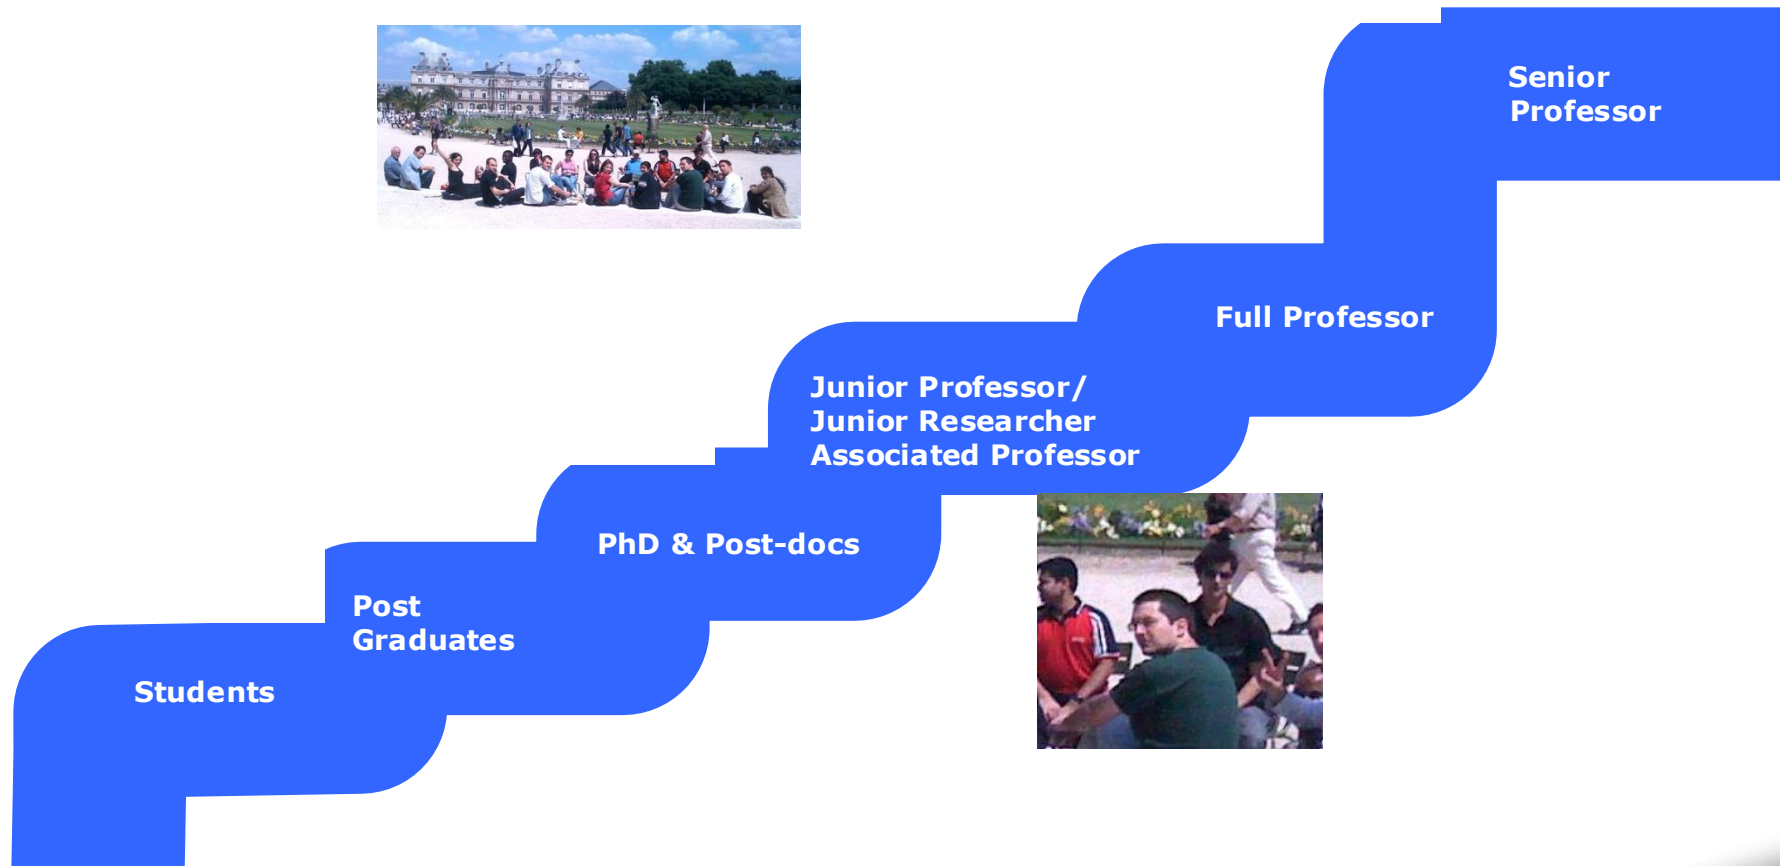 Senior
Professor
Full Professor
Junior Professor/
Junior Researcher
Associated Professor
PhD & Post-docs
Post
Graduates
Students